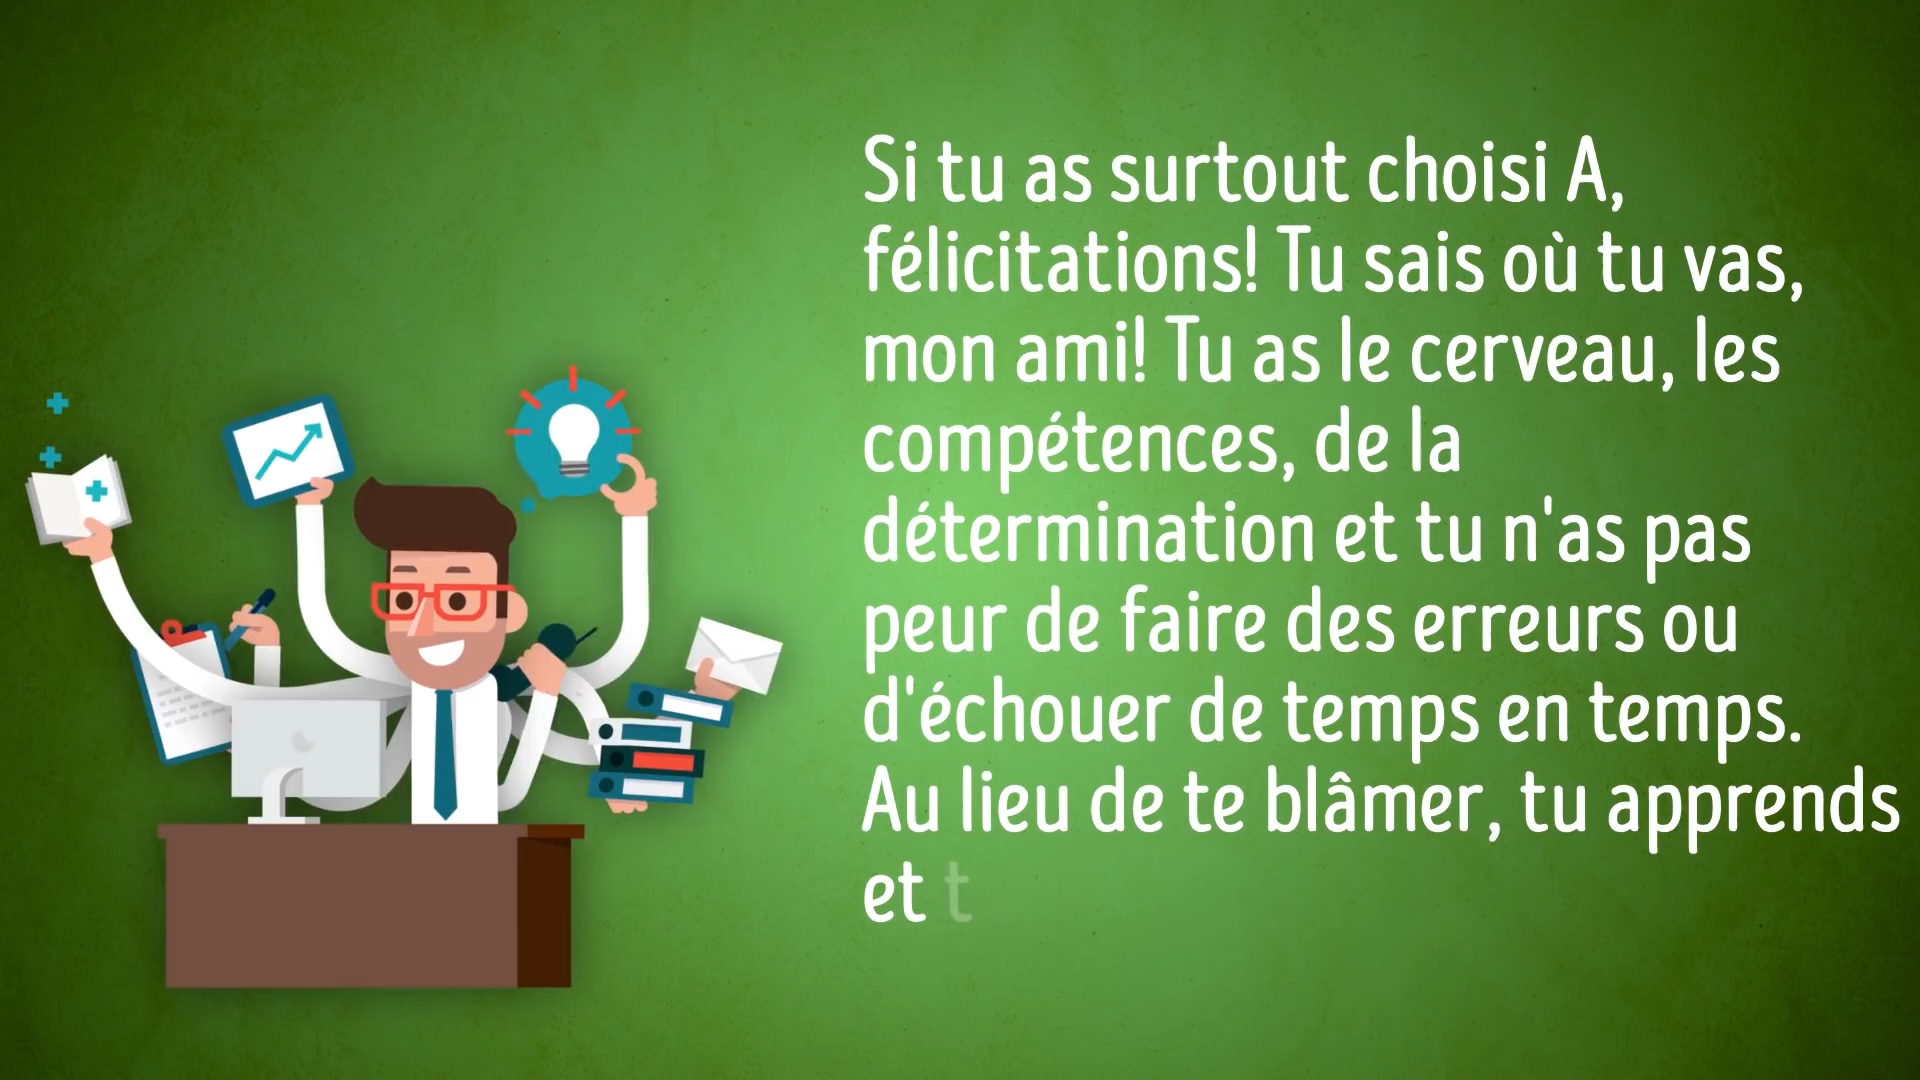 Si tu as surtout choisi A,
félicitations! Tu sais où tu vas,
mon ami! Tu as le cerveau, les
compétences, de la
détermination et tu n'as pas
peur de faire des erreurs ou
d'échouer de temps en temps.
Au lieu de te blâmer, tu apprends
et t